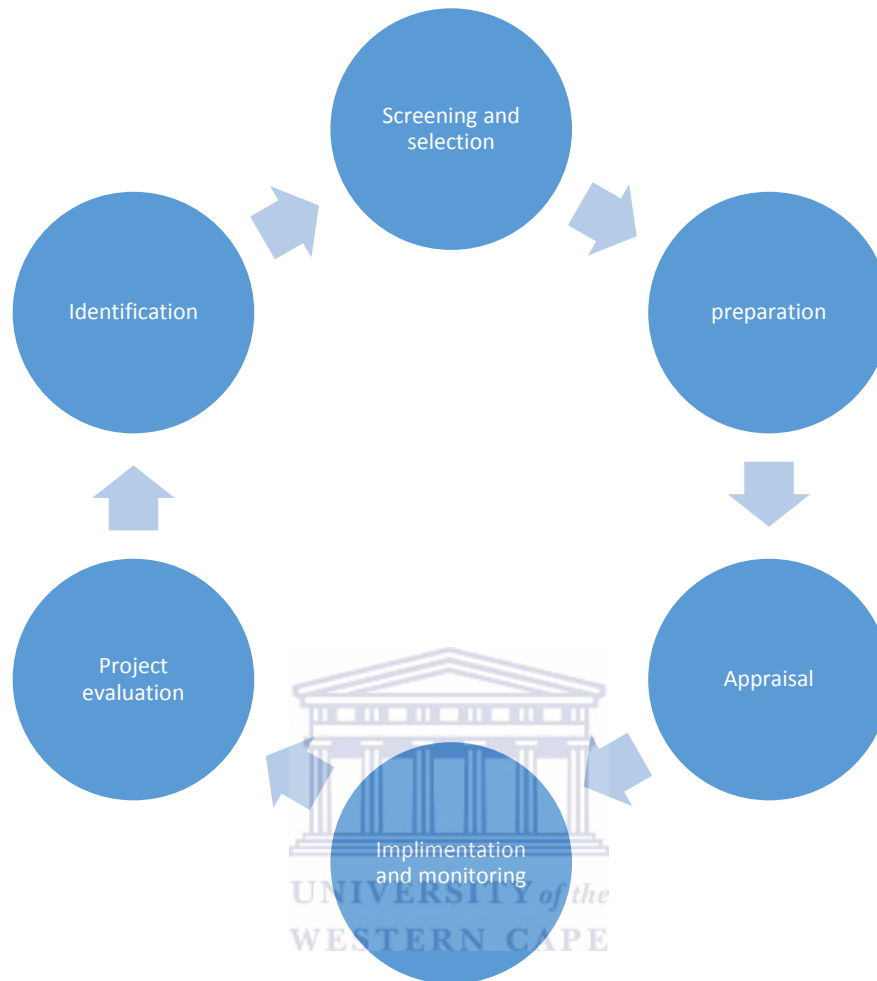 Screening and
selection
Identification
preparation
Project
evaluation
Appraisal
Implimentation
and monitoring
UNIVERSITY of the
WESTERN CAPE